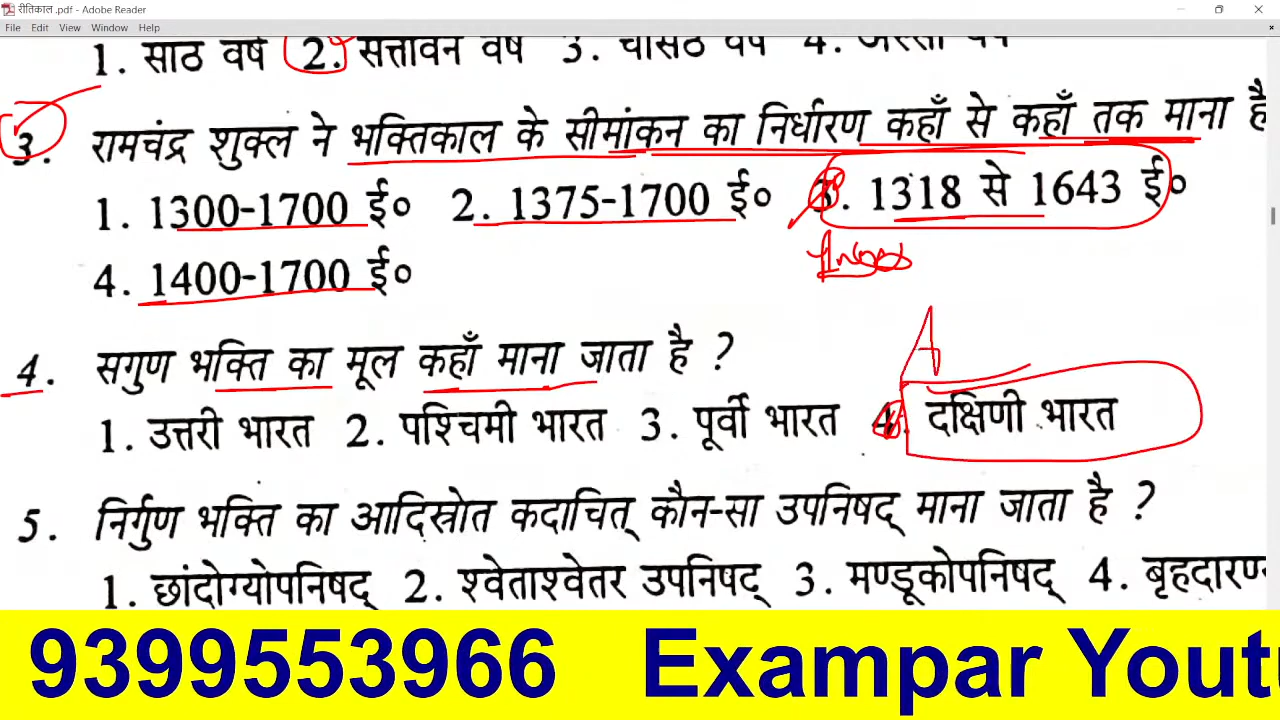 रीतिकाल .pdf - Adobe Reader
File Edit View Window Help
1. साठ वर्ष 2. सत्तावन वर्ष 3. चौंसठ वर्ष 4. अस्सी वर्ष
3. रामचंद्र शुक्ल ने भक्तिकाल के सीमांकन का निर्धारण कहाँ से कहाँ तक माना है
1. 1300-1700 ई० 2. 1375-1700 ई० 3. 1318 से 1643 ई०
4. 1400-1700 ई०
4. सगुण भक्ति का मूल कहाँ माना जाता है ?
A
1. उत्तरी भारत 2. पश्चिमी भारत 3. पूर्वी भारत 4. दक्षिणी भारत
5. निर्गुण भक्ति का आदिस्रोत कदाचित् कौन-सा उपनिषद् माना जाता है ?
1. छांदोग्योपनिषद् 2. श्वेताश्वेतर उपनिषद् 3. मण्डूकोपनिषद् 4.
9399553966 Exampar